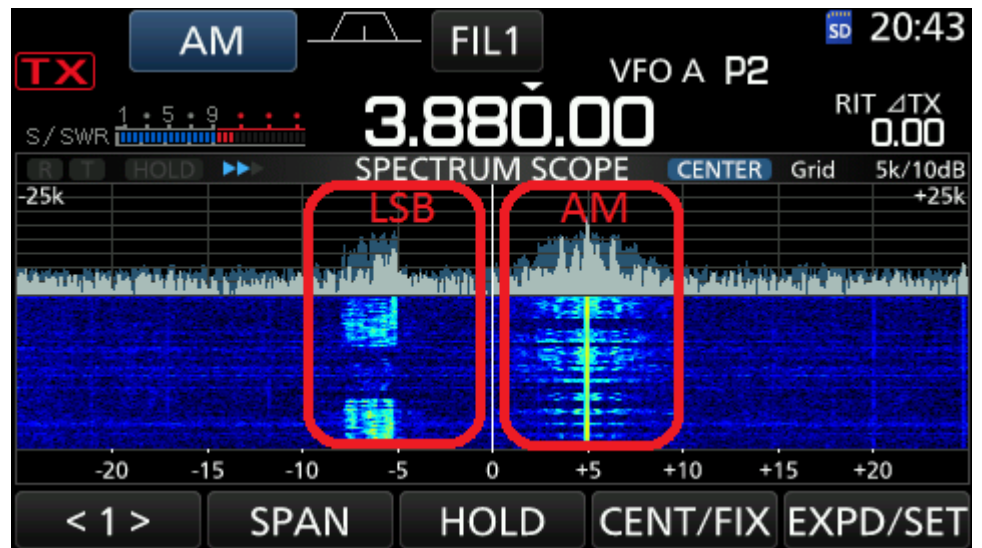 AM FIL1 SD 20:43
TX VFO A P2
3.880.00
RIT ⊿TX
0.00
1 5 9
S/SWR
R T HOLD SPECTRUM SCOPE CENTER Grid 5k/10dB
-25k LSB AM +25k
-20 -15 -10 -5 0 +5 +10 +15 +20
< 1 > SPAN HOLD CENT/FIX EXPD/SET